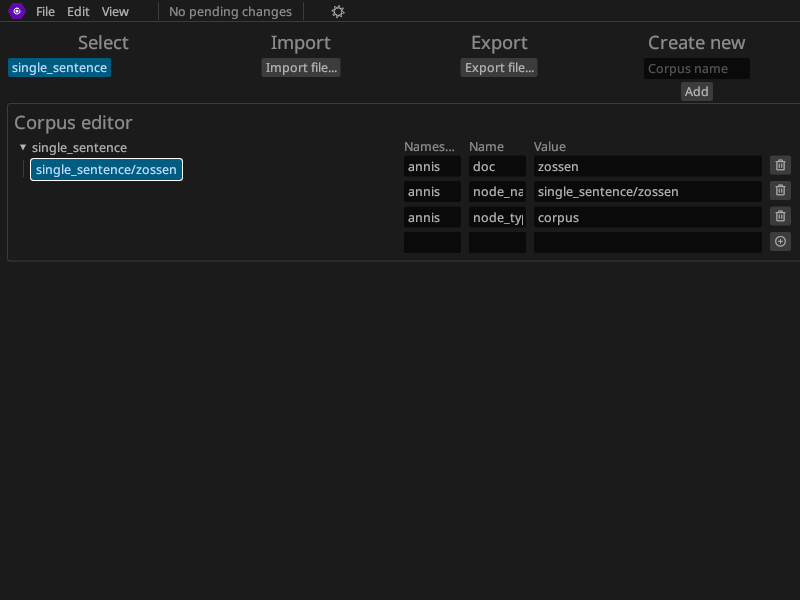 File Edit View No pending changes
Select Import Export Create new
single_sentence Import file... Export file... Corpus name
Add
Corpus editor
single_sentence Names... Name Value
single_sentence/zossen annis doc zossen
annis node_na single_sentence/zossen
annis node_ty corpus